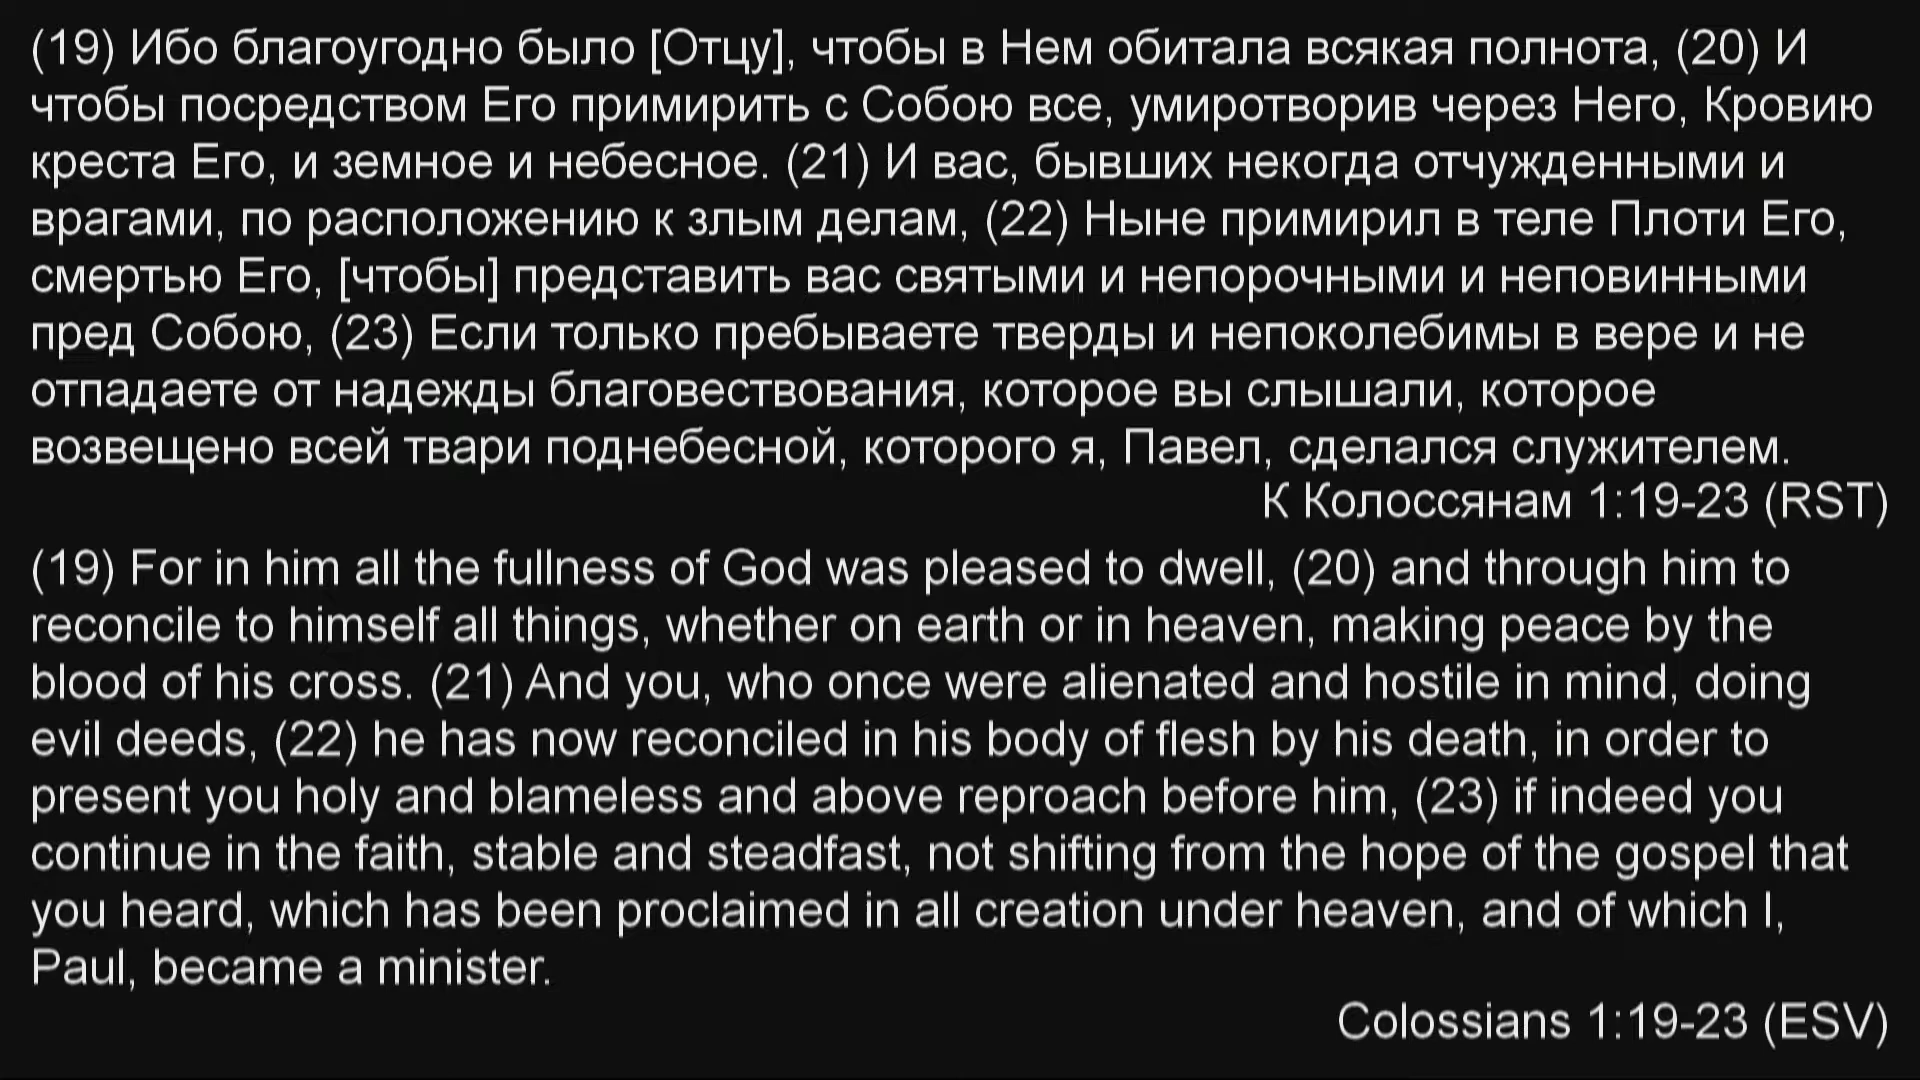 (19) Ибо благоугодно было [Отцу], чтобы в Нем обитала всякая полнота, (20) И
чтобы посредством Его примирить с Собою все, умиротворив через Него, Кровию
креста Его, и земное и небесное. (21) И вас, бывших некогда отчужденными и
врагами, по расположению к злым делам, (22) Ныне примирил в теле Плоти Его,
смертью Его, [чтобы] представить вас святыми и непорочными и неповинными
пред Собою, (23) Если только пребываете тверды и непоколебимы в вере и не
отпадаете от надежды благовествования, которое вы слышали, которое
возвещено всей твари поднебесной, которого я, Павел, сделался служителем.
К Колоссянам 1:19-23 (RST)
(19) For in him all the fullness of God was pleased to dwell, (20) and through him to
reconcile to himself all things, whether on earth or in heaven, making peace by the
blood of his cross. (21) And you, who once were alienated and hostile in mind, doing
evil deeds, (22) he has now reconciled in his body of flesh by his death, in order to
present you holy and blameless and above reproach before him, (23) if indeed you
continue in the faith, stable and steadfast, not shifting from the hope of the gospel that
you heard, which has been proclaimed in all creation under heaven, and of which I,
Paul, became a minister.
Colossians 1:19-23 (ESV)